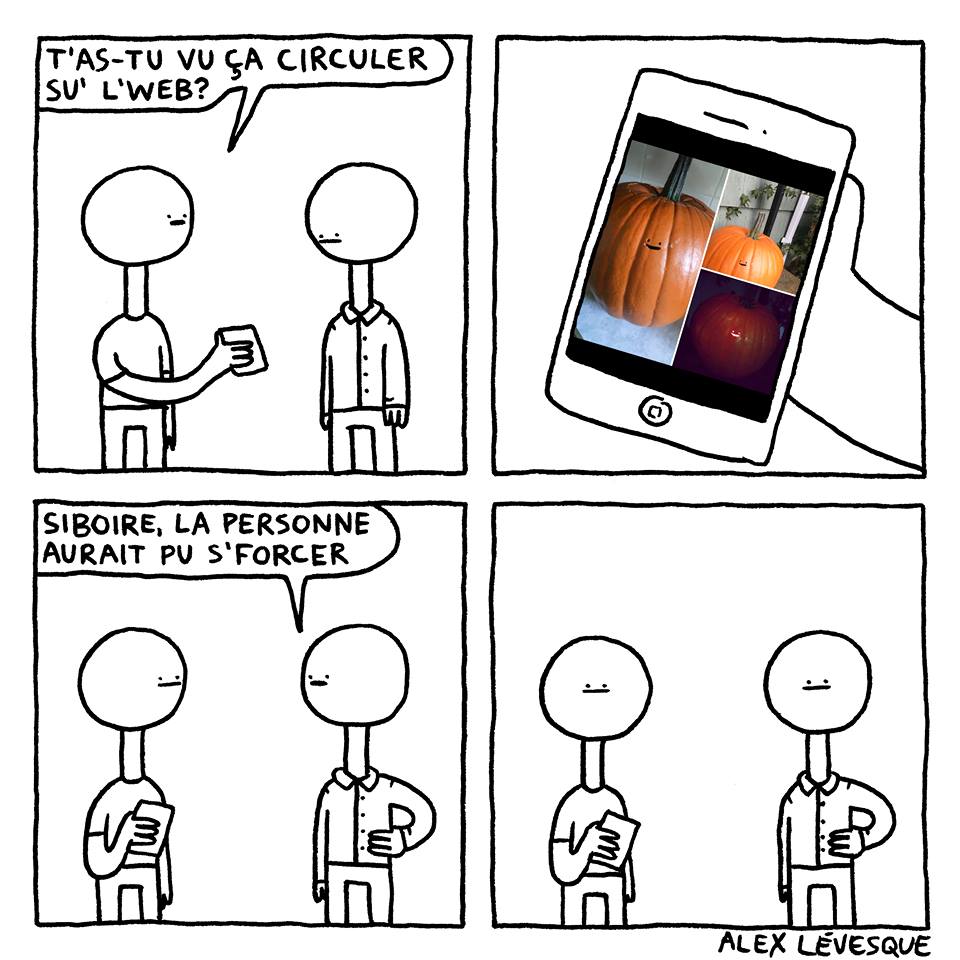 T'AS-TU VU ÇA CIRCULER
SU' L'WEB?
SIBOIRE, LA PERSONNE
AURAIT PU S'FORCER
ALEX LÉVESQUE